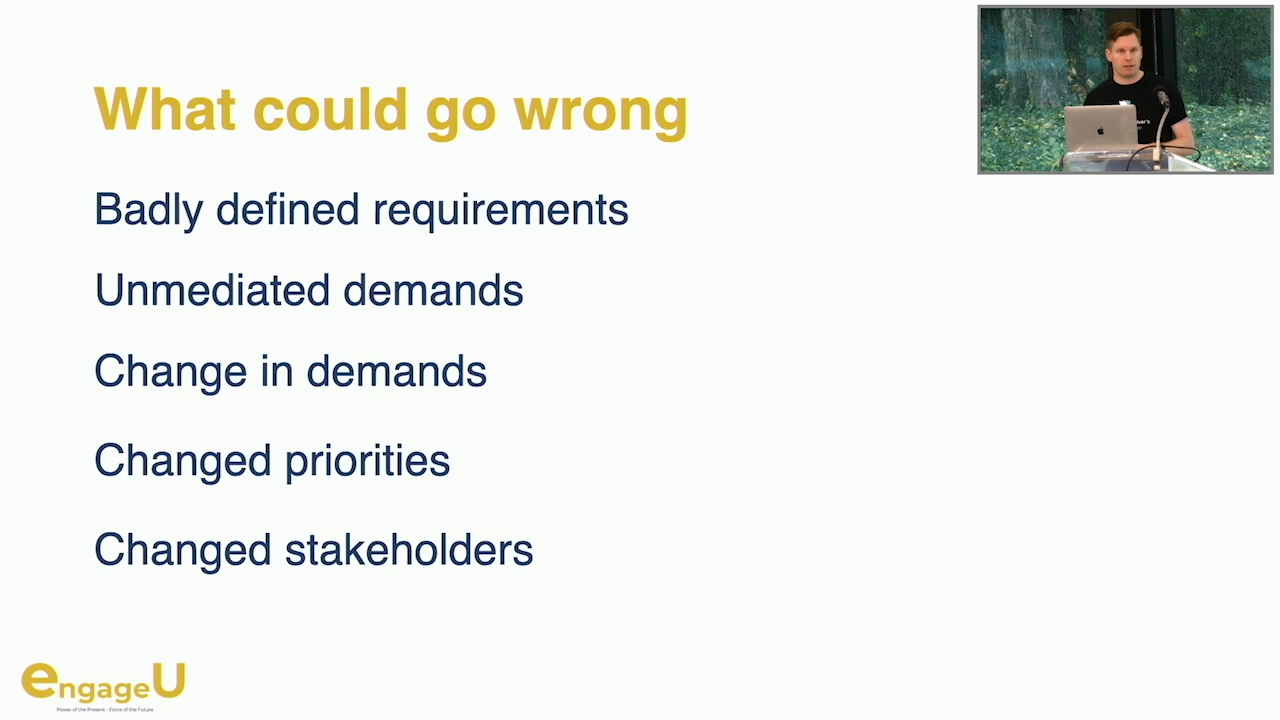 What could go wrong
Badly defined requirements
Unmediated demands
Change in demands
Changed priorities
Changed stakeholders
engageU
Power of the Present - Force of the Future